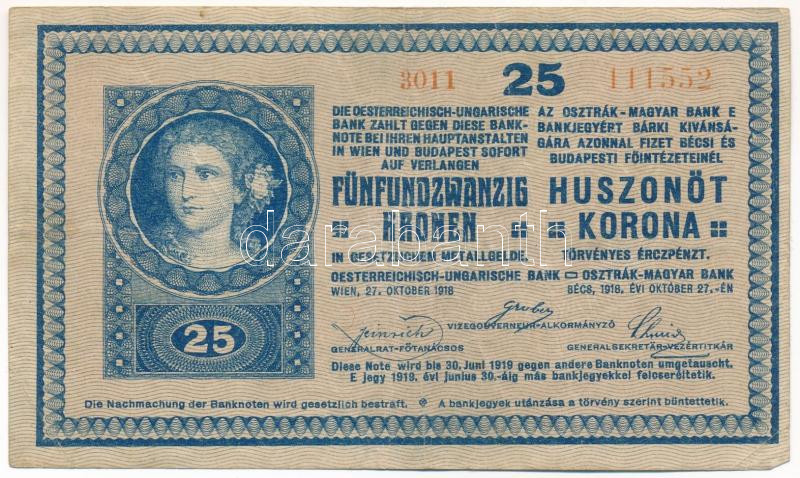 3011 25 111552
DIE OESTERREICHISCH-UNGARISCHE
BANK ZAHLT GEGEN DIESE BANK-
NOTE BEI IHREN HAUPTANSTALTEN
IN WIEN UND BUDAPEST SOFORT
AUF VERLANGEN
FÜNFUNDZWANZIG
KRONEN
IN GESETZLICHEM METALLGELDE.
AZ OSZTRÁK-MAGYAR BANK E
BANKJEGYÉRT BÁRKI KIVÁNSÁ-
GÁRA AZONNAL FIZET BÉCSI ÉS
BUDAPESTI FŐINTÉZETEINÉL
HUSZONÖT
KORONA
TÖRVÉNYES ÉRCZPÉNZT.
OESTERREICHISCH-UNGARISCHE BANK OSZTRÁK-MAGYAR BANK
WIEN, 27. OKTOBER 1918 BÉCS, 1918. ÉVI OKTOBER 27.-ÉN
Gruber
VIZEGOUVERNEUR-ALKORMÁNYZÓ
GENERALRAT-FŐTANÁCSOS GENERALSEKRETÄR-VEZÉRTITKÁR
Diese Note wird bis 30. Juni 1919 gegen andere Banknoten umgetauscht.
E jegy 1919. évi junius 30.-áig más bankjegyekkel felcseréltetik.
25
Die Nachmachung der Banknoten wird gesetzlich bestraft. A bankjegyek utánzása a törvény szerint büntettetik.
darabanth